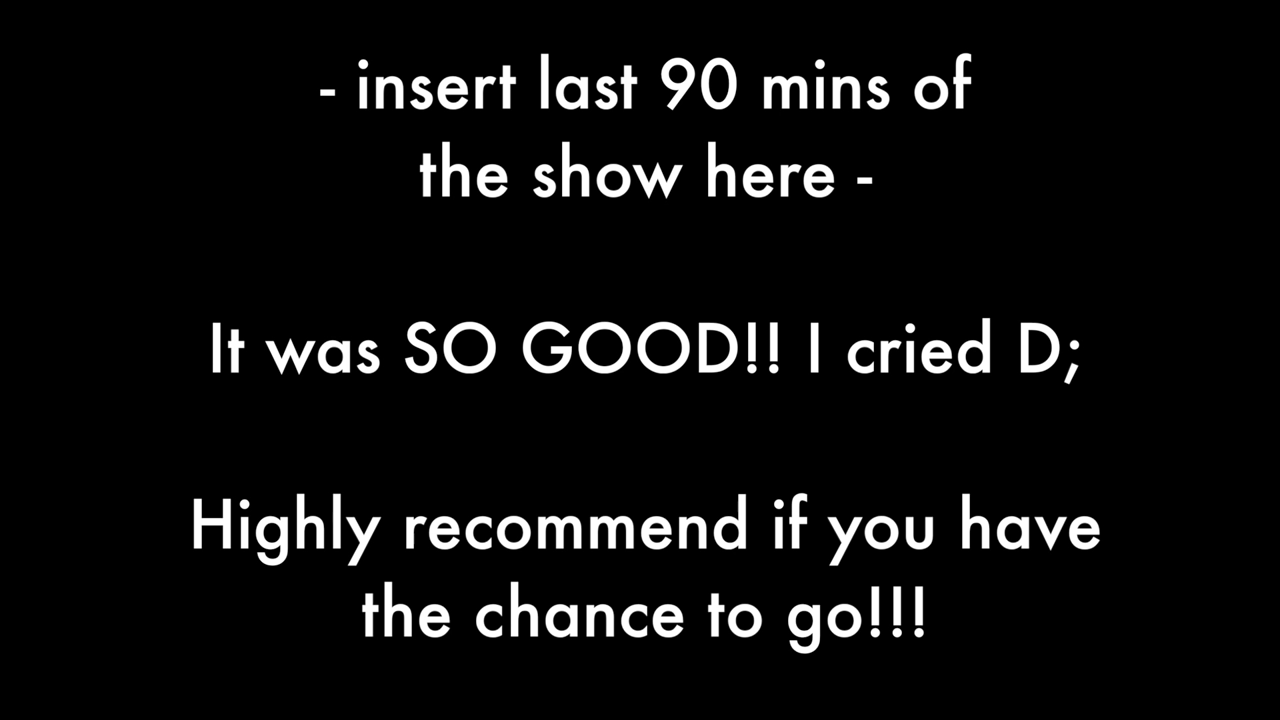 - insert last 90 mins of
the show here -
It was SO GOOD!! I cried D;
Highly recommend if you have
the chance to go!!!